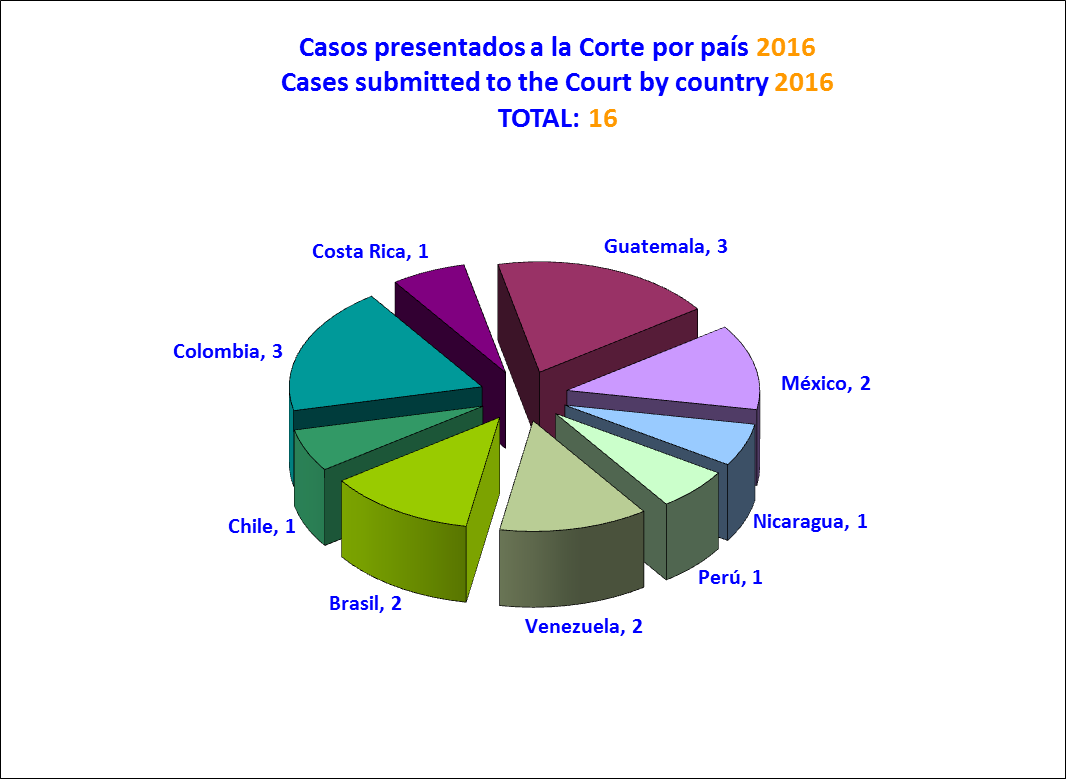 Casos presentados a la Corte por país 2016
Cases submitted to the Court by country 2016
TOTAL: 16
Costa Rica, 1
Guatemala, 3
Colombia, 3
México, 2
Chile, 1
Nicaragua, 1
Perú, 1
Brasil, 2
Venezuela, 2